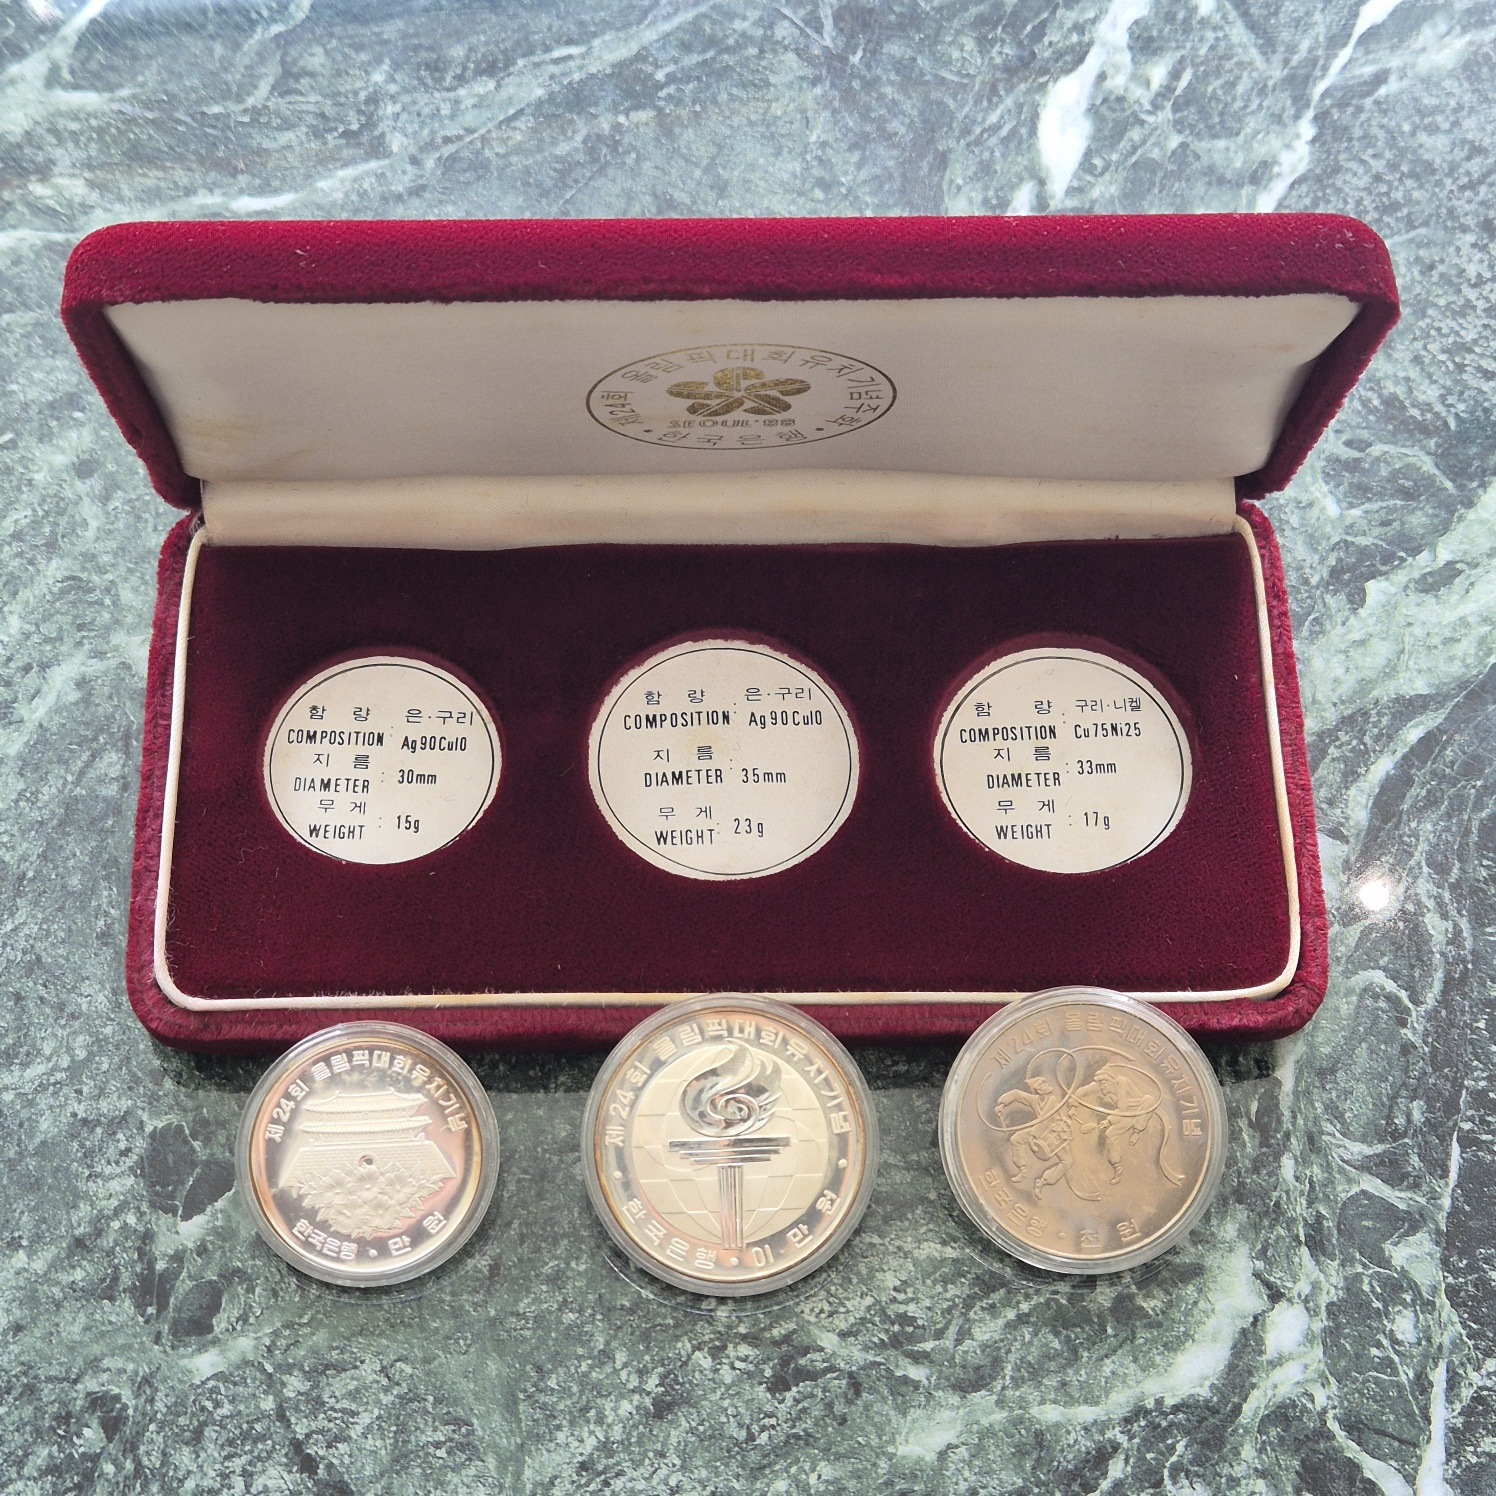 제24회 올림픽대회유치기념주화
SEOUL·88
· 한국은행 ·
함 량 : 은·구리
COMPOSITION Ag90Cu10
지 름 : 30mm
DIAMETER
무 게 : 15g
WEIGHT
함 량 : 은·구리
COMPOSITION Ag90Cu10
지 름 : 35mm
DIAMETER
무 게 : 23g
WEIGHT
함 량 : 구리·니켈
COMPOSITION Cu75Ni25
지 름 : 33mm
DIAMETER
무 게 : 17g
WEIGHT
제24회 올림픽대회유치기념
한국은행 · 만원
제24회 올림픽대회유치기념
· 한국은행 · 이만원 ·
제24회 올림픽대회유치기념
한국은행 · 천원